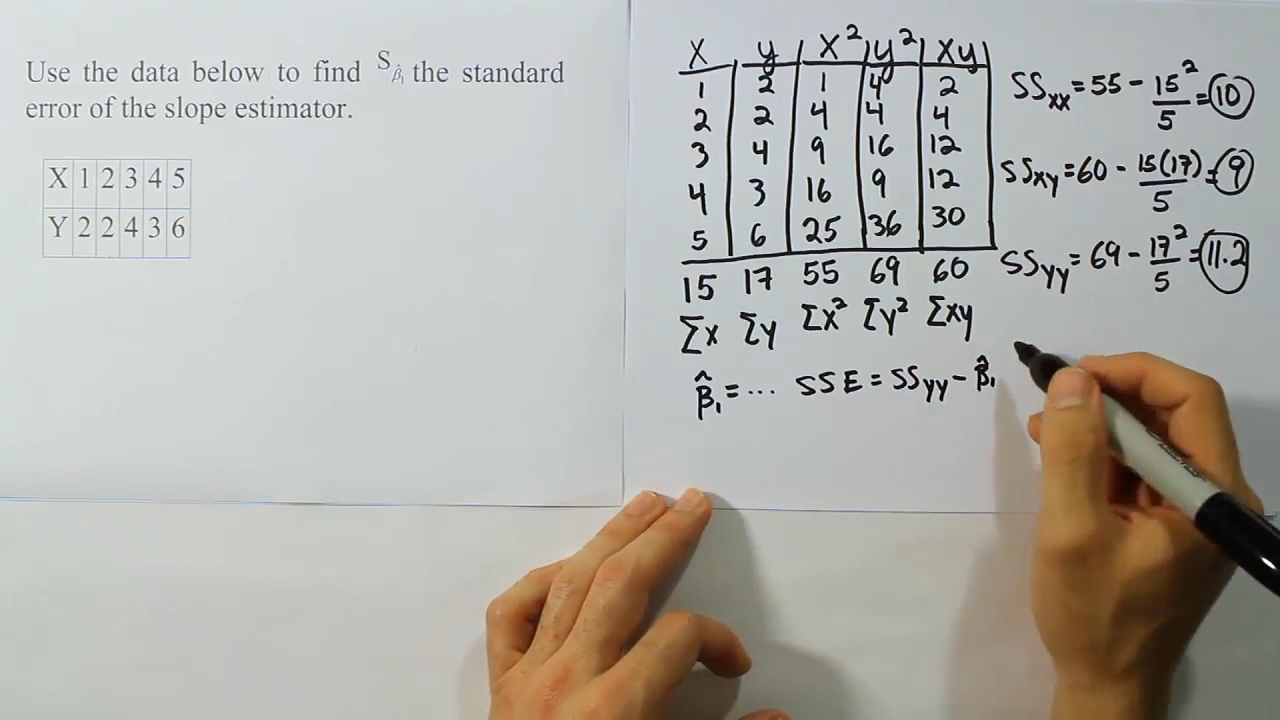 Use the data below to find S β̂₁ the standard
error of the slope estimator.
X 1 2 3 4 5
Y 2 2 4 3 6
X y X² y² Xy
1 2 1 4 2
2 2 4 4 4
3 4 9 16 12
4 3 16 9 12
5 6 25 36 30
15 17 55 69 60
Σx Σy Σx² Σy² Σxy
β̂₁ = ... SSE = SSyy − β̂₁
SSxx = 55 − 15²/5 = 10
SSxy = 60 − 15(17)/5 = 9
SSyy = 69 − 17²/5 = 11.2